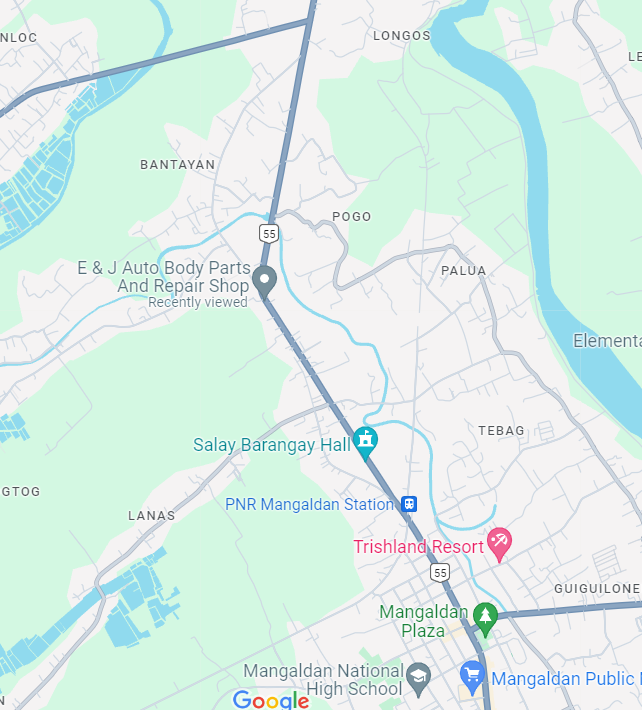 NLOC
LONGOS
LE
BANTAYAN
POGO
55
PALUA
E & J Auto Body Parts
And Repair Shop
Recently viewed
Elementa
TEBAG
Salay Barangay Hall
GTOG
PNR Mangaldan Station
LANAS
Trishland Resort
55
GUIGUILONE
Mangaldan
Plaza
Mangaldan National
High School
Mangaldan Public M
N
Google